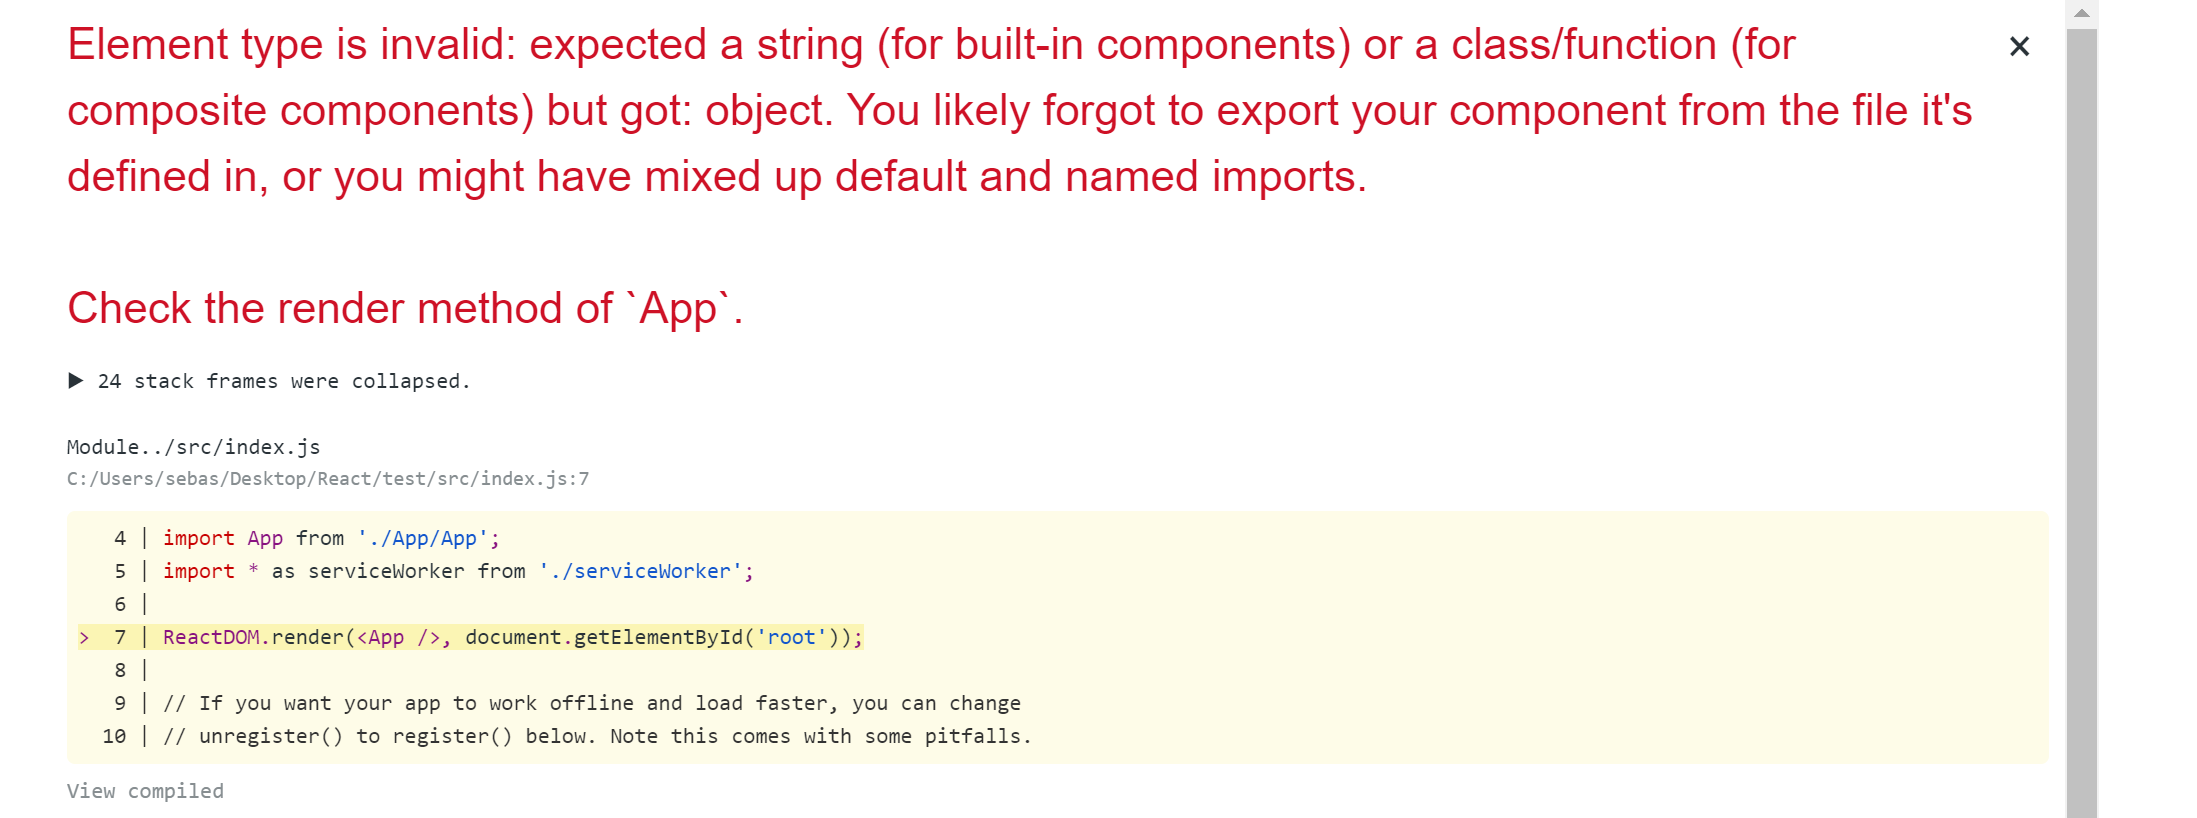 Element type is invalid: expected a string (for built-in components) or a class/function (for
composite components) but got: object. You likely forgot to export your component from the file it's
defined in, or you might have mixed up default and named imports.
Check the render method of `App`.
▶ 24 stack frames were collapsed.
Module../src/index.js
C:/Users/sebas/Desktop/React/test/src/index.js:7
4 | import App from './App/App';
5 | import * as serviceWorker from './serviceWorker';
6 |
> 7 | ReactDOM.render(<App />, document.getElementById('root'));
8 |
9 | // If you want your app to work offline and load faster, you can change
10 | // unregister() to register() below. Note this comes with some pitfalls.
View compiled